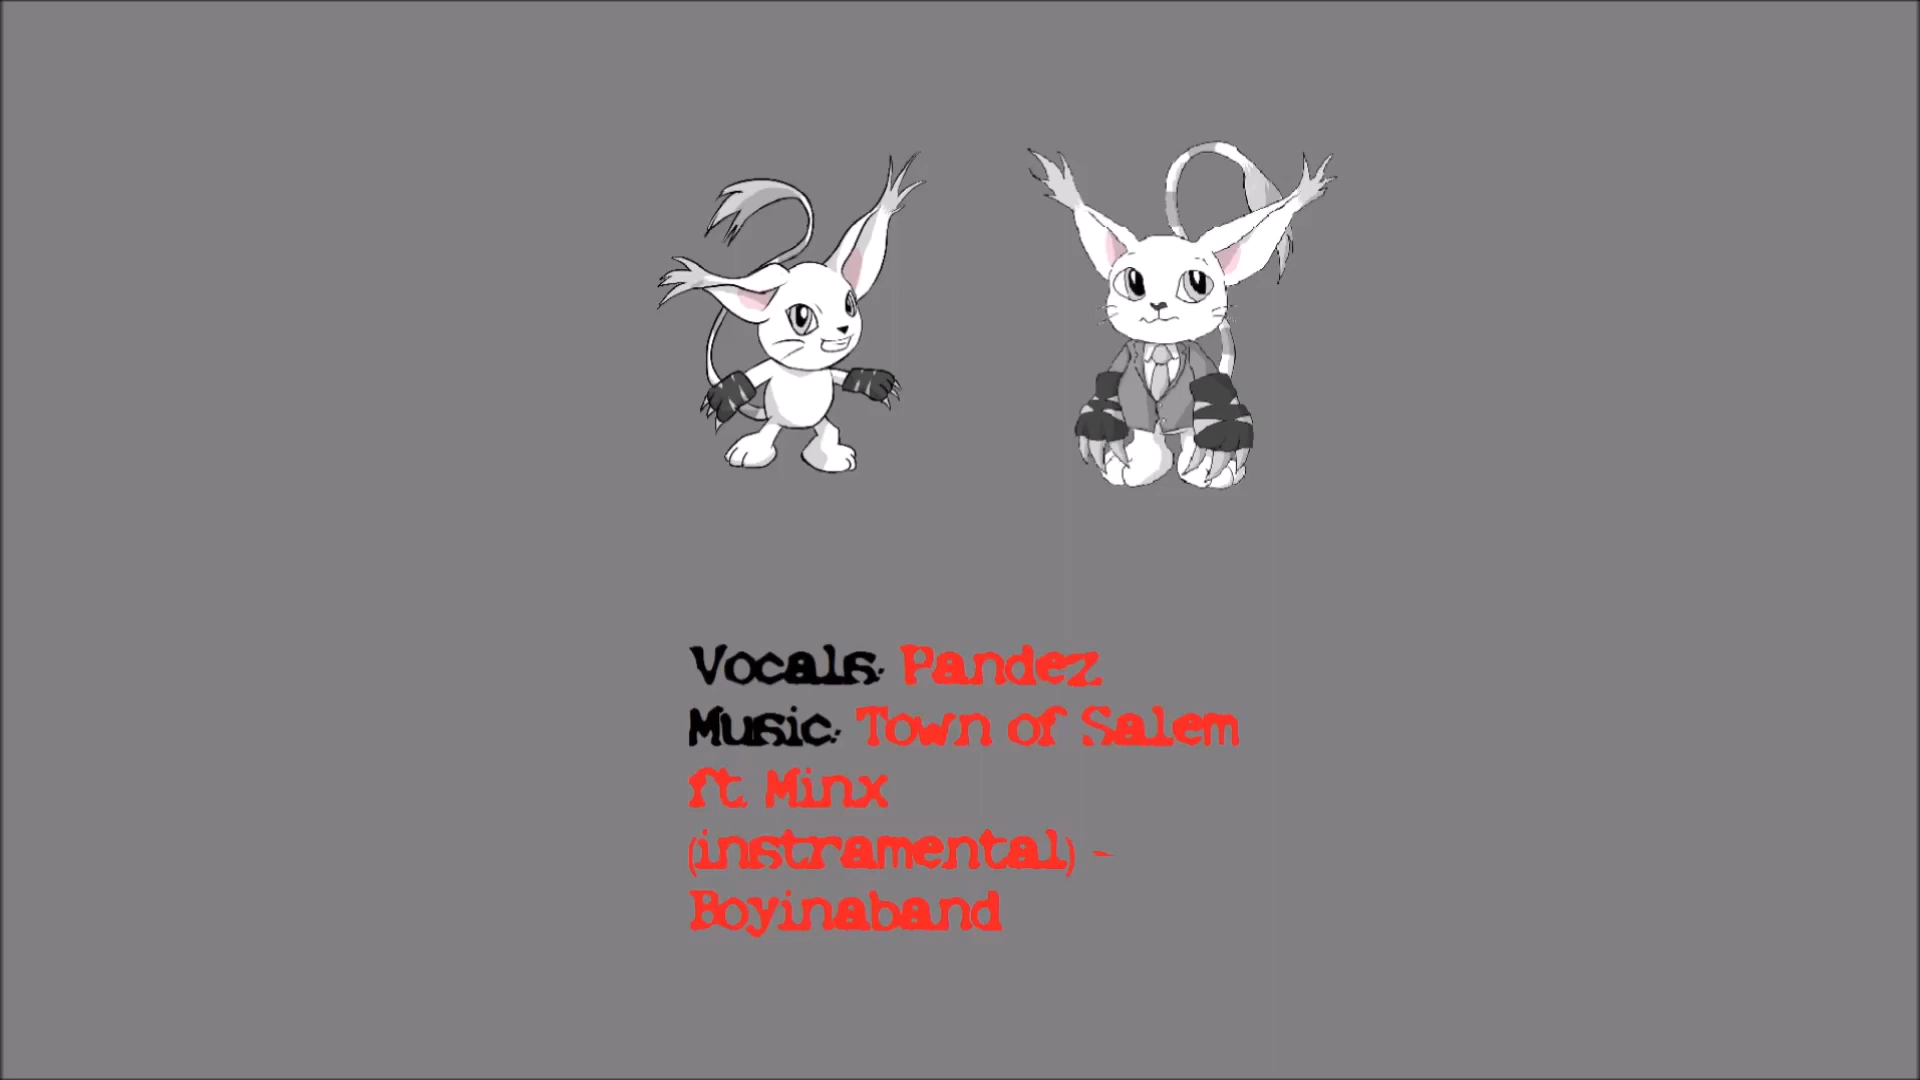 Vocals: Pandez
Music: Town of Salem
ft. Minx
(instramental) -
Boyinaband